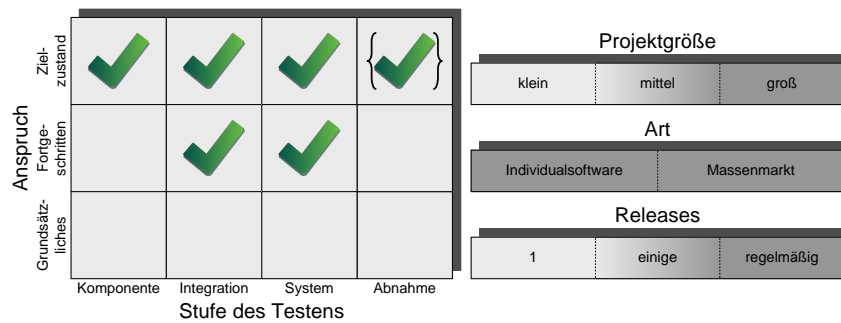 Anspruch
Ziel-
zustand
Fortge-
schritten
Grundsätz-
liches
Komponente Integration System Abnahme
Stufe des Testens
Projektgröße
klein mittel groß
Art
Individualsoftware Massenmarkt
Releases
1 einige regelmäßig